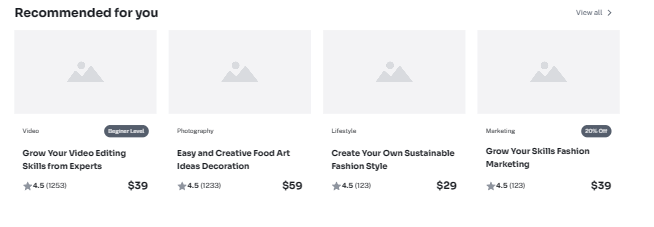 Recommended for you
View all
Video
Beginer Level
Grow Your Video Editing
Skills from Experts
4.5 (1253)
$39
Photography
Easy and Creative Food Art
Ideas Decoration
4.5 (1233)
$59
Lifestyle
Create Your Own Sustainable
Fashion Style
4.5 (123)
$29
Marketing
20% Off
Grow Your Skills Fashion
Marketing
4.5 (123)
$39